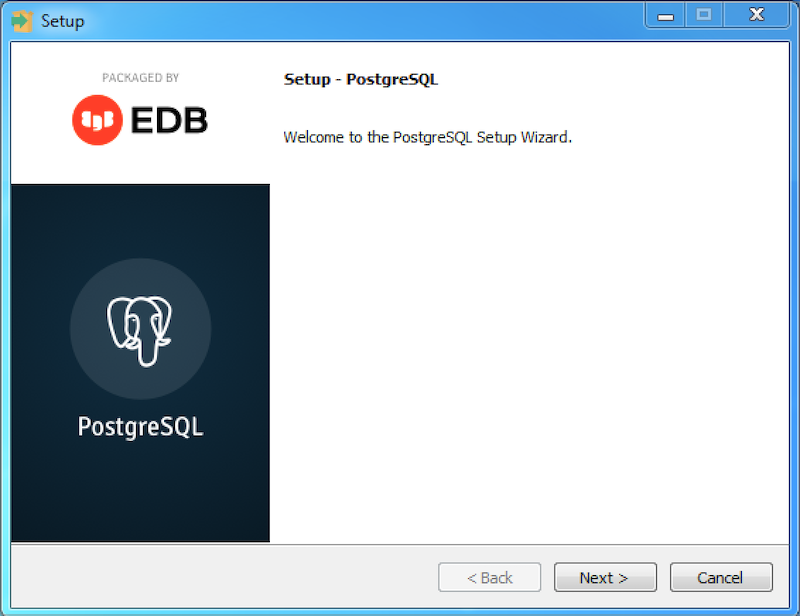 Setup
PACKAGED BY
EDB
Setup - PostgreSQL
Welcome to the PostgreSQL Setup Wizard.
PostgreSQL
< Back
Next >
Cancel